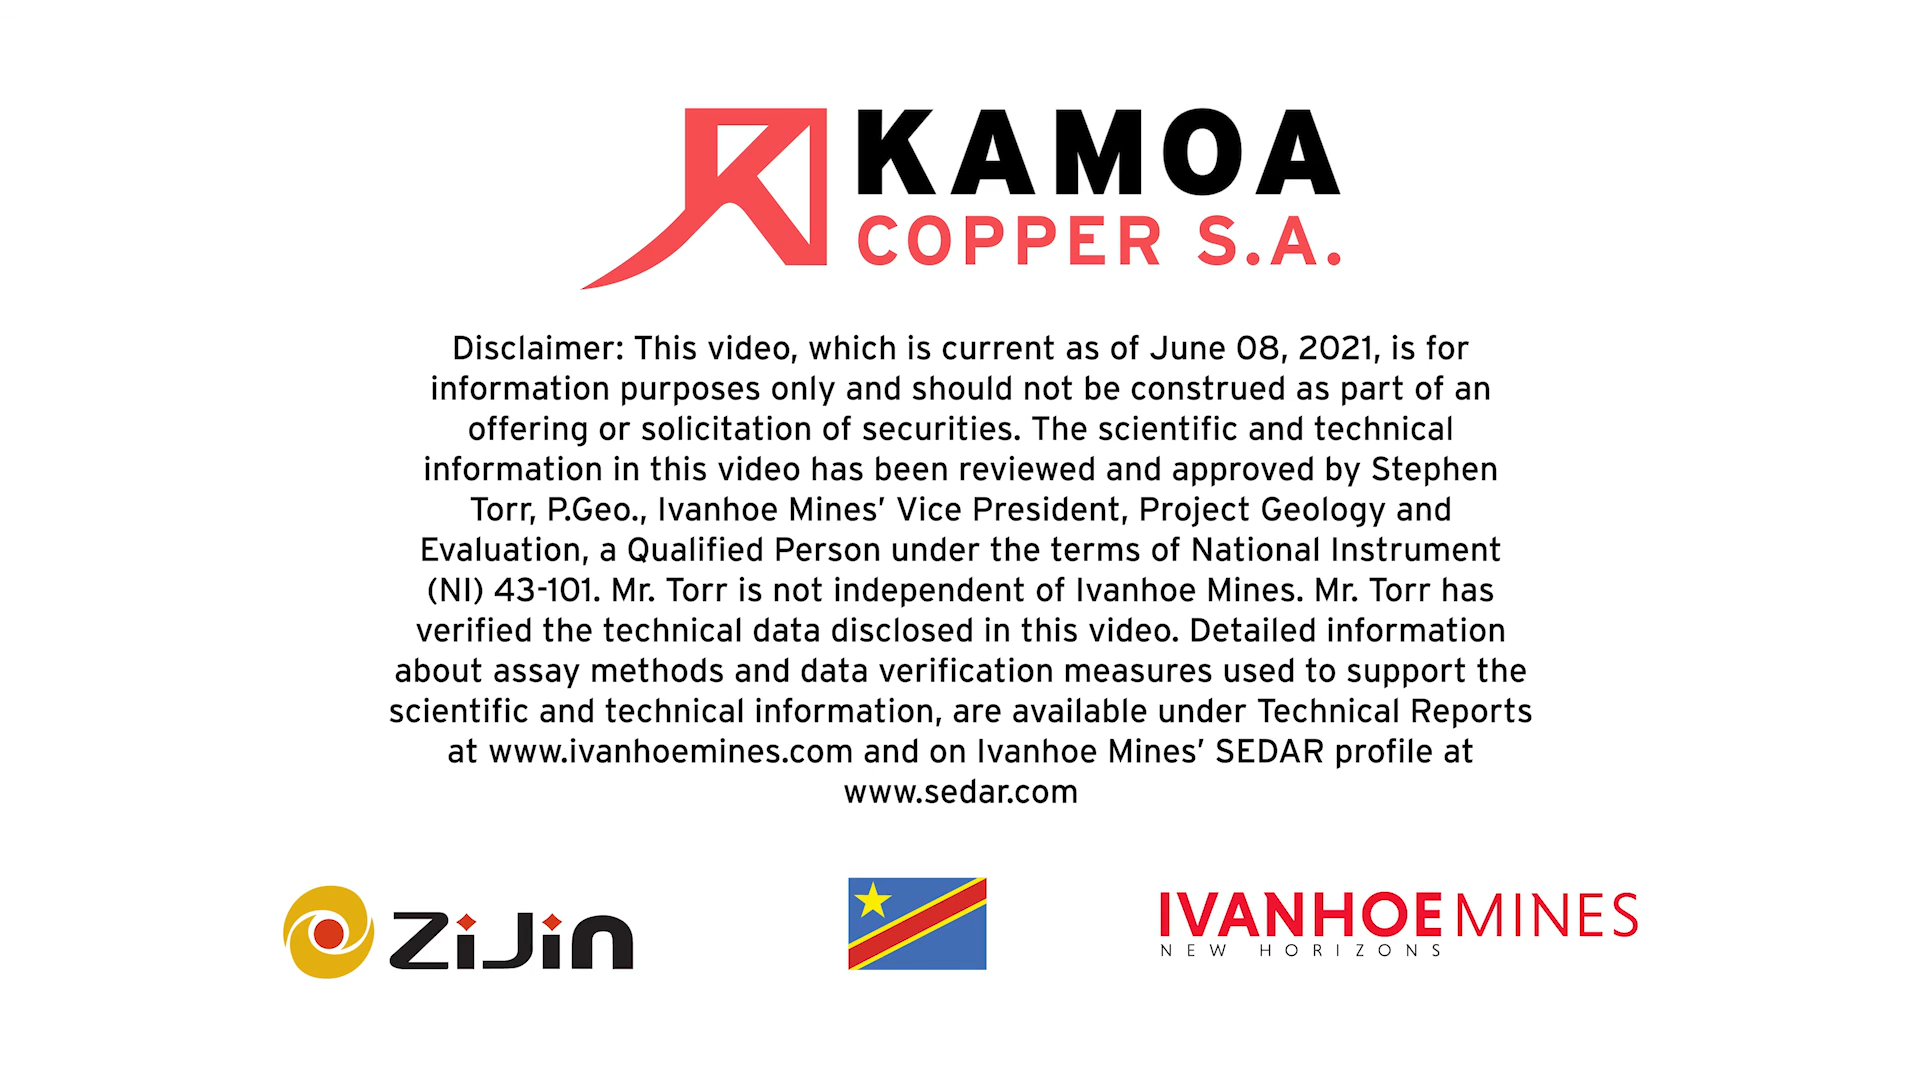 KAMOA
COPPER S.A.
Disclaimer: This video, which is current as of June 08, 2021, is for
information purposes only and should not be construed as part of an
offering or solicitation of securities. The scientific and technical
information in this video has been reviewed and approved by Stephen
Torr, P.Geo., Ivanhoe Mines’ Vice President, Project Geology and
Evaluation, a Qualified Person under the terms of National Instrument
(NI) 43-101. Mr. Torr is not independent of Ivanhoe Mines. Mr. Torr has
verified the technical data disclosed in this video. Detailed information
about assay methods and data verification measures used to support the
scientific and technical information, are available under Technical Reports
at www.ivanhoemines.com and on Ivanhoe Mines’ SEDAR profile at
www.sedar.com
ZiJin
IVANHOE MINES
NEW HORIZONS